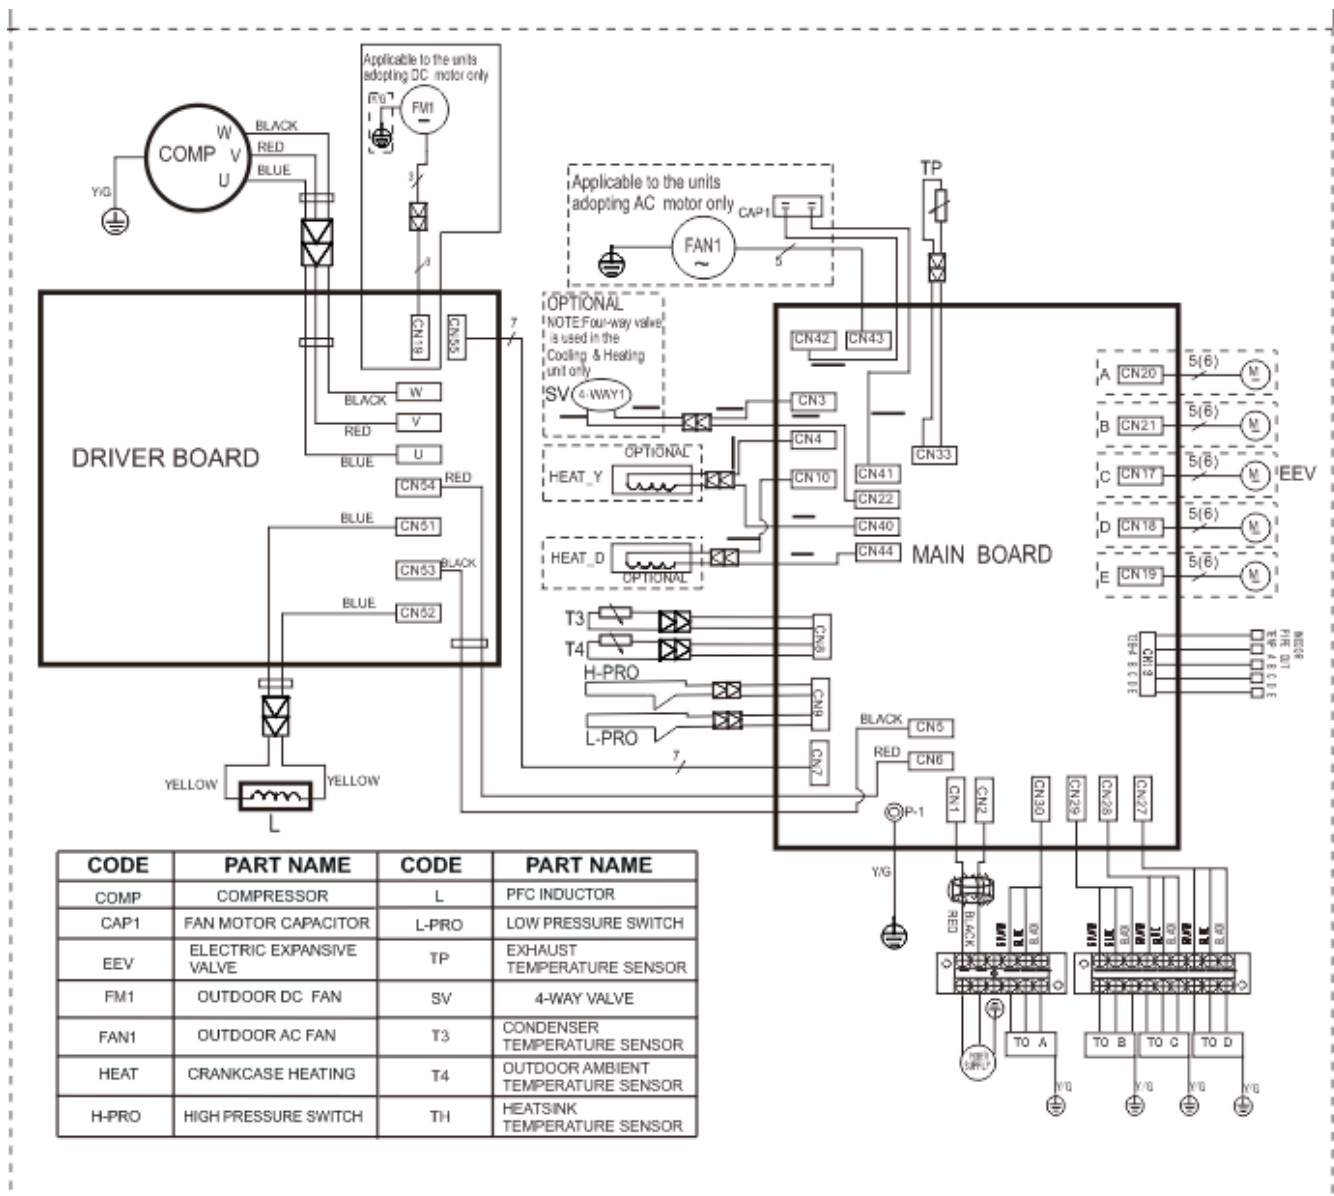 Applicable to the units
adopting DC motor only
Y/G
FM1
COMP
W
V
U
BLACK
RED
BLUE
Y/G
3
3
CN19
CN55
7
Applicable to the units
adopting AC motor only
CAP1
FAN1
5
TP
OPTIONAL
NOTE:Four-way valve
is used in the
Cooling & Heating
unit only
SV
4-WAY1
CN42
CN43
CN3
CN4
CN10
CN41
CN22
CN40
CN44
CN33
MAIN BOARD
OPTIONAL
HEAT_Y
HEAT_D
OPTIONAL
A
CN20
5(6)
M
B
CN21
5(6)
M
C
CN17
5(6)
M
EEV
D
CN18
5(6)
M
E
CN19
5(6)
M
DRIVER BOARD
BLACK
W
RED
V
BLUE
U
CN54
RED
BLUE
CN51
CN53
BLACK
BLUE
CN52
T3
T4
CN8
H-PRO
L-PRO
CN9
7
CN7
BLACK
CN5
RED
CN6
YELLOW
YELLOW
L
P-1
Y/G
CN1
CN2
CN30
CN29
CN28
CN27
RED
BLACK
POWER
SUPPLY
TO A
TO B
TO C
TO D
Y/G
Y/G
Y/G
Y/G
CODE PART NAME CODE PART NAME
COMP COMPRESSOR L PFC INDUCTOR
CAP1 FAN MOTOR CAPACITOR L-PRO LOW PRESSURE SWITCH
EEV ELECTRIC EXPANSIVE VALVE TP EXHAUST TEMPERATURE SENSOR
FM1 OUTDOOR DC FAN SV 4-WAY VALVE
FAN1 OUTDOOR AC FAN T3 CONDENSER TEMPERATURE SENSOR
HEAT CRANKCASE HEATING T4 OUTDOOR AMBIENT TEMPERATURE SENSOR
H-PRO HIGH PRESSURE SWITCH TH HEATSINK TEMPERATURE SENSOR